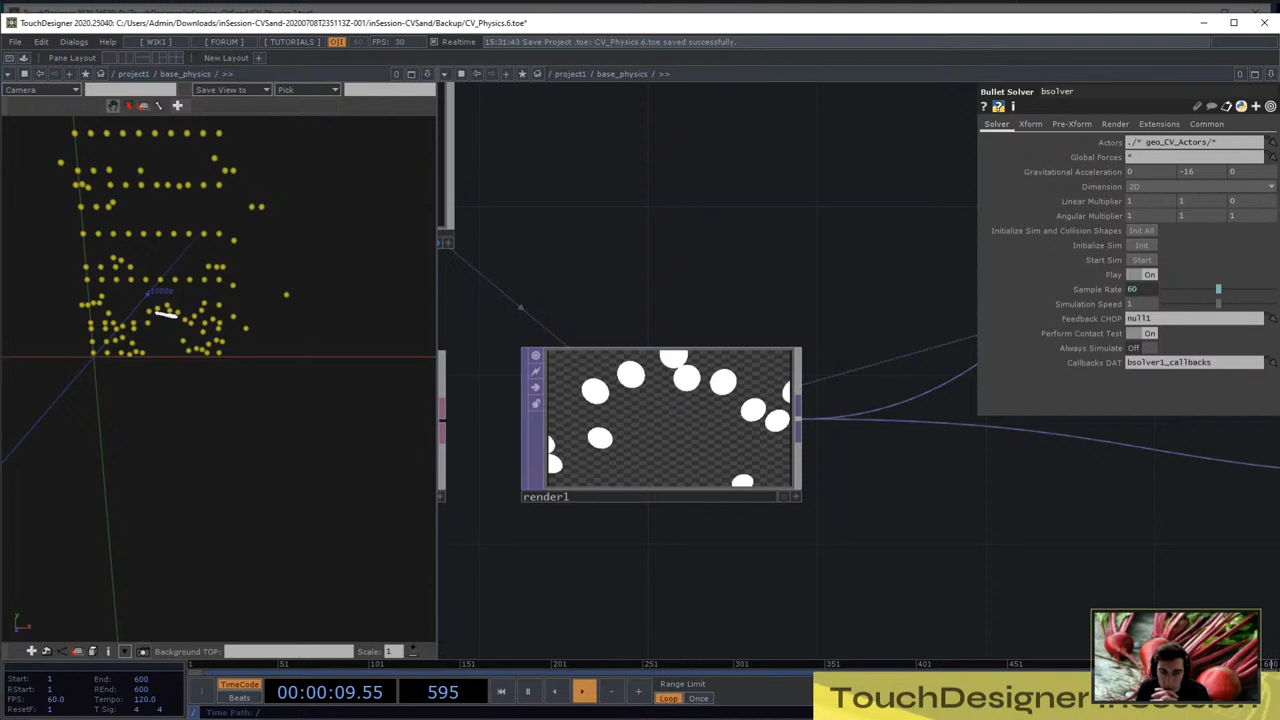 TouchDesigner 2020.25040: C:/Users/Admin/Downloads/inSession-CVSand-20200708T235113Z-001/inSession-CVSand/Backup/CV_Physics.6.toe*
File Edit Dialogs [ WIKI ] [ FORUM ] [ TUTORIALS ] O|I 60 FPS: 30 Realtime 15:31:43 Save Project .toe: CV_Physics.6.toe saved successfully.
Pane Layout New Layout +
/ project1 / base_physics / >> 0
/ project1 / base_physics / >> 0
Camera Save View to Pick
1000z
y
x
z
Background TOP: Scale: 1
render1
Bullet Solver bsolver
? ? i
Solver Xform Pre-Xform Render Extensions Common
Actors ./* geo_CV_Actors/*
Global Forces *
Gravitational Acceleration 0 -16 0
Dimension 2D
Linear Multiplier 1 1 0
Angular Multiplier 1 1 1
Initialize Sim and Collision Shapes Init All
Initialize Sim Init
Start Sim Start
Play On
Sample Rate 60
Simulation Speed 1
Feedback CHOP null1
Perform Contact Test On
Always Simulate Off
Callbacks DAT bsolver1_callbacks
1 51 101 151 201 251 301 351 401 451 600
Start: 1 End: 600
RStart: 1 REnd: 600
FPS: 60.0 Tempo: 120.0
ResetF: 1 T Sig: 4 4
TimeCode
Beats
00:00:09.55
595
Range Limit
Loop Once
Time Path: /
TouchDesigner